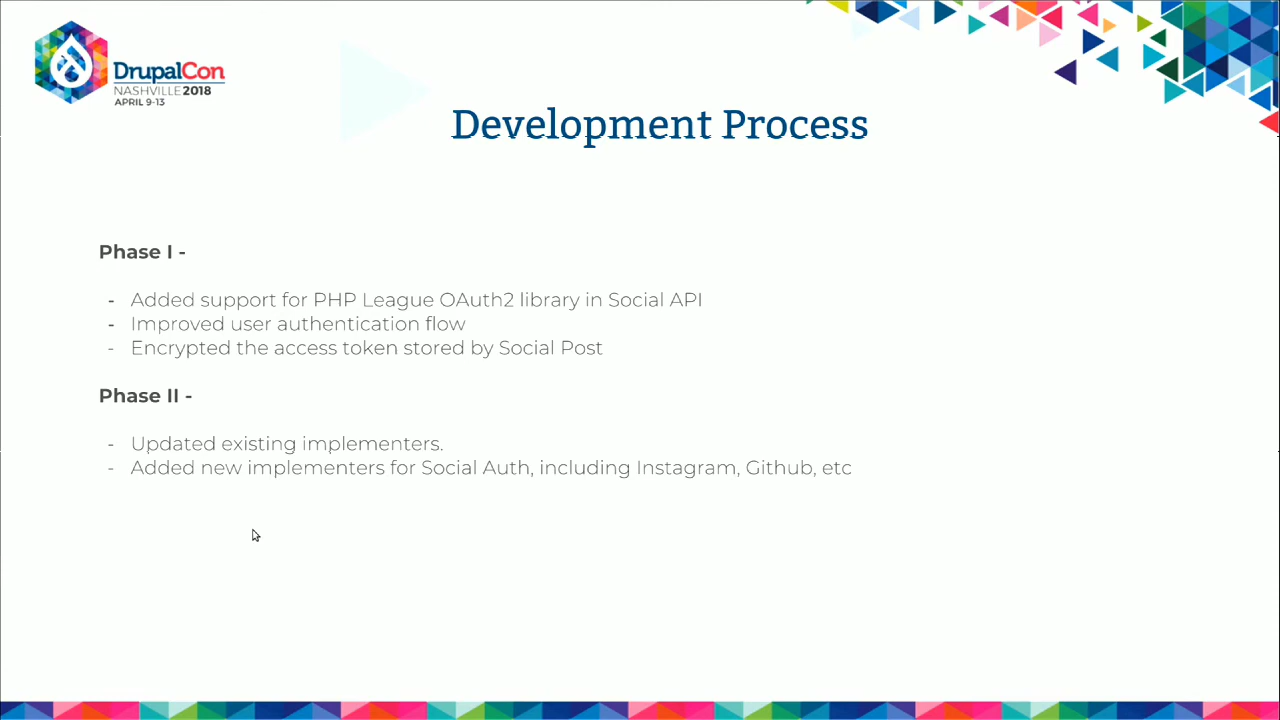 DrupalCon
NASHVILLE 2018
APRIL 9-13
Development Process
Phase I -
- Added support for PHP League OAuth2 library in Social API
- Improved user authentication flow
- Encrypted the access token stored by Social Post
Phase II -
- Updated existing implementers.
- Added new implementers for Social Auth, including Instagram, Github, etc